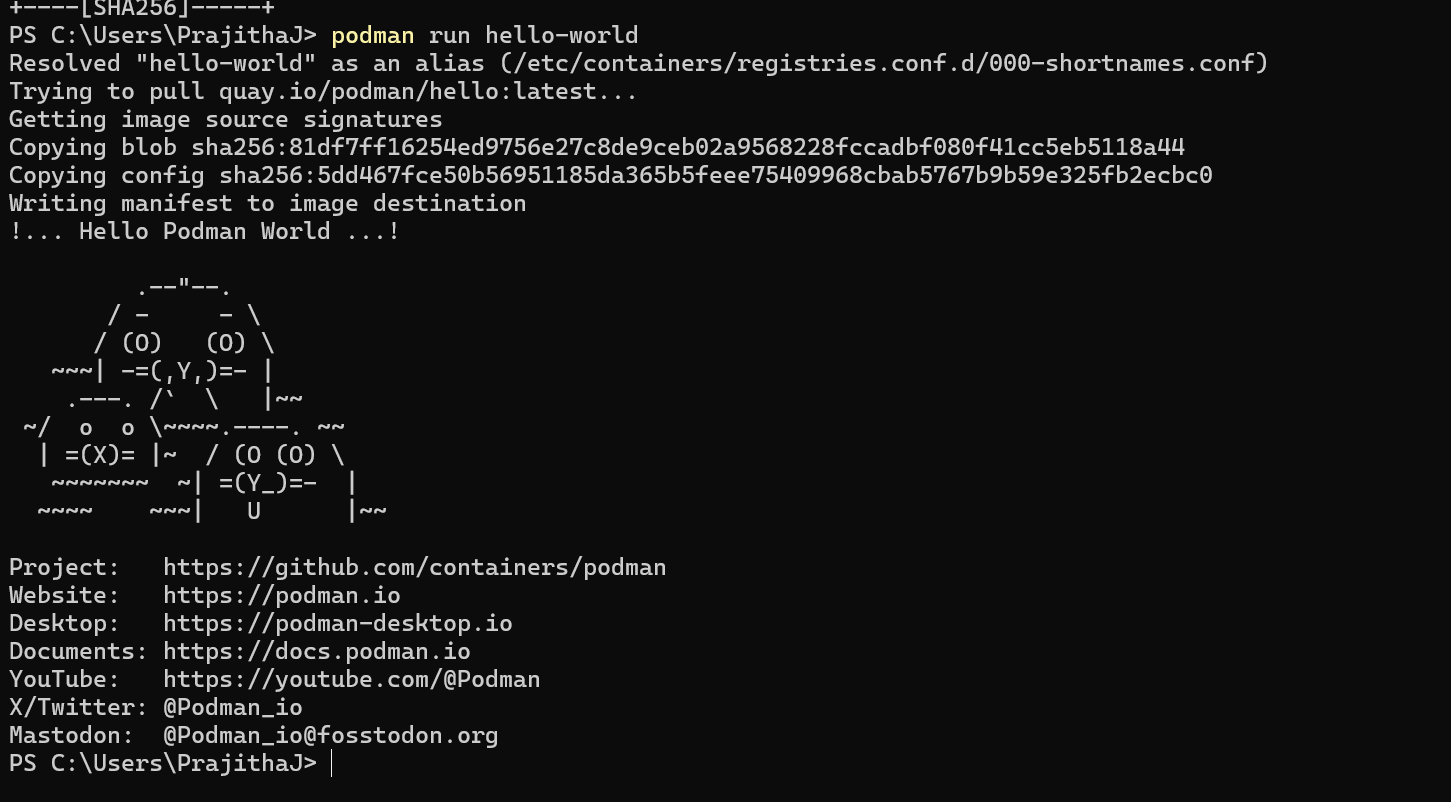 +----[SHA256]-----+
PS C:\Users\PrajithaJ> podman run hello-world
Resolved "hello-world" as an alias (/etc/containers/registries.conf.d/000-shortnames.conf)
Trying to pull quay.io/podman/hello:latest...
Getting image source signatures
Copying blob sha256:81df7ff16254ed9756e27c8de9ceb02a9568228fccadbf080f41cc5eb5118a44
Copying config sha256:5dd467fce50b56951185da365b5feee75409968cbab5767b9b59e325fb2ecbc0
Writing manifest to image destination
!... Hello Podman World ...!

         .--"--.
       / -     - \
      / (O)   (O) \
   ~~~| -=(,Y,)=- |
    .---. /`  \   |~~
 ~/  o  o \~~~~.----. ~~
  | =(X)= |~  / (O (O) \
   ~~~~~~~  ~| =(Y_)=-  |
  ~~~~    ~~~|   U      |~~

Project:   https://github.com/containers/podman
Website:   https://podman.io
Desktop:   https://podman-desktop.io
Documents: https://docs.podman.io
YouTube:   https://youtube.com/@Podman
X/Twitter: @Podman_io
Mastodon:  @Podman_io@fosstodon.org
PS C:\Users\PrajithaJ>